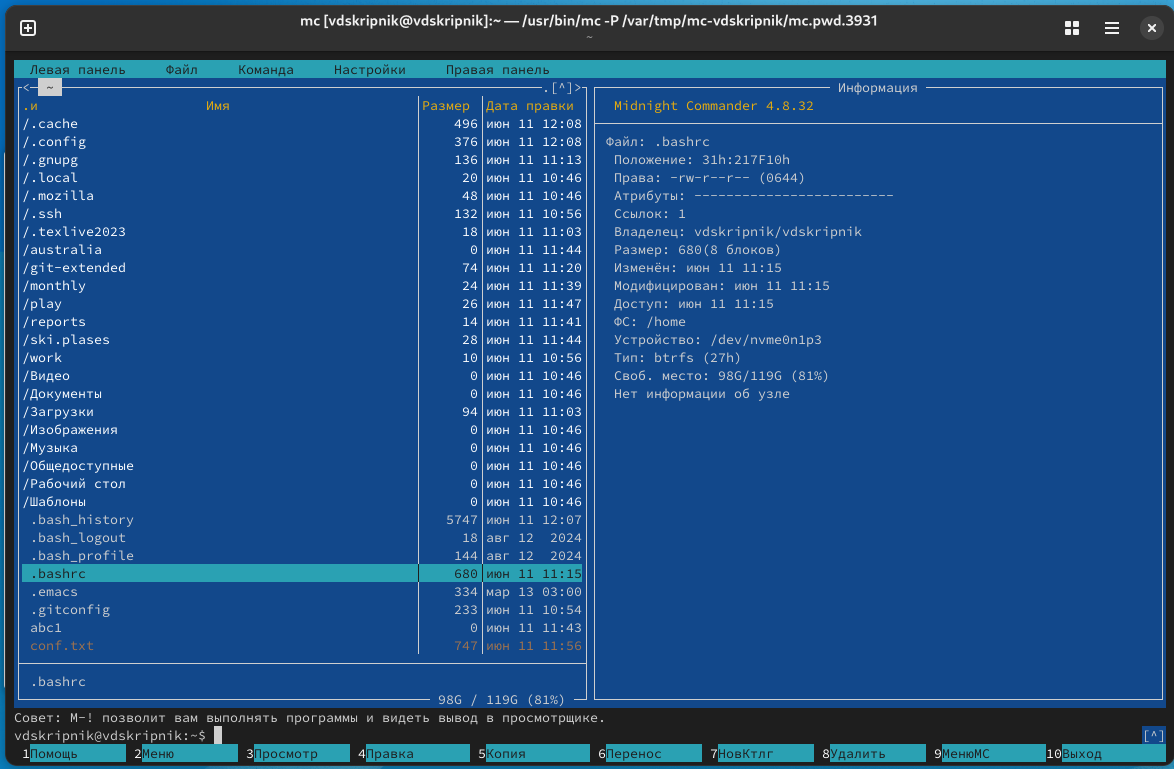 mc [vdskripnik@vdskripnik]:~ — /usr/bin/mc -P /var/tmp/mc-vdskripnik/mc.pwd.3931
~
Левая панель Файл Команда Настройки Правая панель
<─ ~ .[^]>
.и Имя Размер Дата правки
/.cache 496 июн 11 12:08
/.config 376 июн 11 12:08
/.gnupg 136 июн 11 11:13
/.local 20 июн 11 10:46
/.mozilla 48 июн 11 10:46
/.ssh 132 июн 11 10:56
/.texlive2023 18 июн 11 11:03
/australia 0 июн 11 11:44
/git-extended 74 июн 11 11:20
/monthly 24 июн 11 11:39
/play 26 июн 11 11:47
/reports 14 июн 11 11:41
/ski.plases 28 июн 11 11:44
/work 10 июн 11 10:56
/Видео 0 июн 11 10:46
/Документы 0 июн 11 10:46
/Загрузки 94 июн 11 11:03
/Изображения 0 июн 11 10:46
/Музыка 0 июн 11 10:46
/Общедоступные 0 июн 11 10:46
/Рабочий стол 0 июн 11 10:46
/Шаблоны 0 июн 11 10:46
.bash_history 5747 июн 11 12:07
.bash_logout 18 авг 12 2024
.bash_profile 144 авг 12 2024
.bashrc 680 июн 11 11:15
.emacs 334 мар 13 03:00
.gitconfig 233 июн 11 10:54
abc1 0 июн 11 11:43
conf.txt 747 июн 11 11:56
.bashrc
98G / 119G (81%)
Информация
Midnight Commander 4.8.32
Файл: .bashrc
Положение: 31h:217F10h
Права: -rw-r--r-- (0644)
Атрибуты: -------------------------
Ссылок: 1
Владелец: vdskripnik/vdskripnik
Размер: 680(8 блоков)
Изменён: июн 11 11:15
Модифицирован: июн 11 11:15
Доступ: июн 11 11:15
ФС: /home
Устройство: /dev/nvme0n1p3
Тип: btrfs (27h)
Своб. место: 98G/119G (81%)
Нет информации об узле
Совет: M-! позволит вам выполнять программы и видеть вывод в просмотрщике.
vdskripnik@vdskripnik:~$ [^]
1Помощь 2Меню 3Просмотр 4Правка 5Копия 6Перенос 7НовКтлг 8Удалить 9МенюМС 10Выход